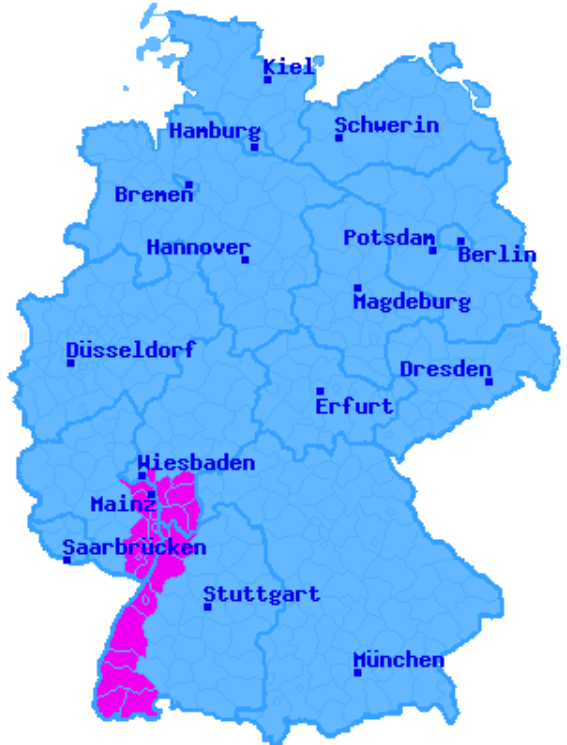 Kiel
Hamburg
Schwerin
Bremen
Hannover
Potsdam
Berlin
Magdeburg
Düsseldorf
Dresden
Erfurt
Wiesbaden
Mainz
Saarbrücken
Stuttgart
München